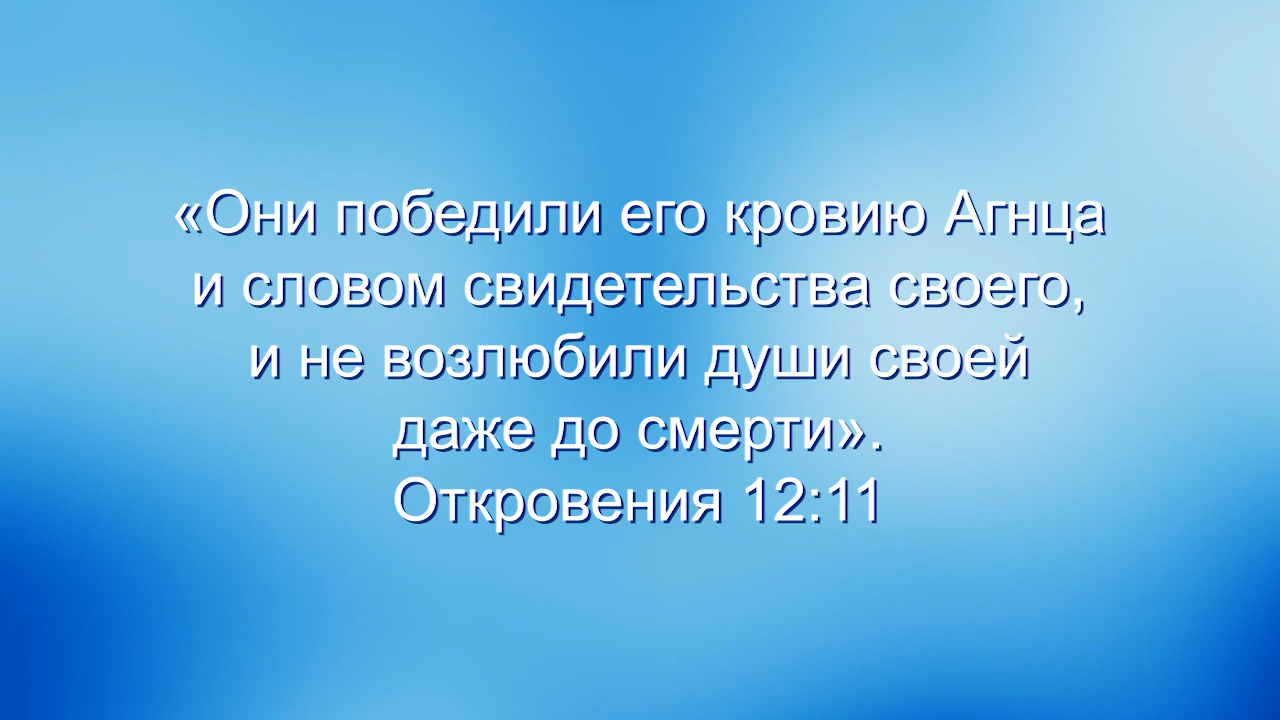 «Они победили его кровию Агнца
и словом свидетельства своего,
и не возлюбили души своей
даже до смерти».
Откровения 12:11